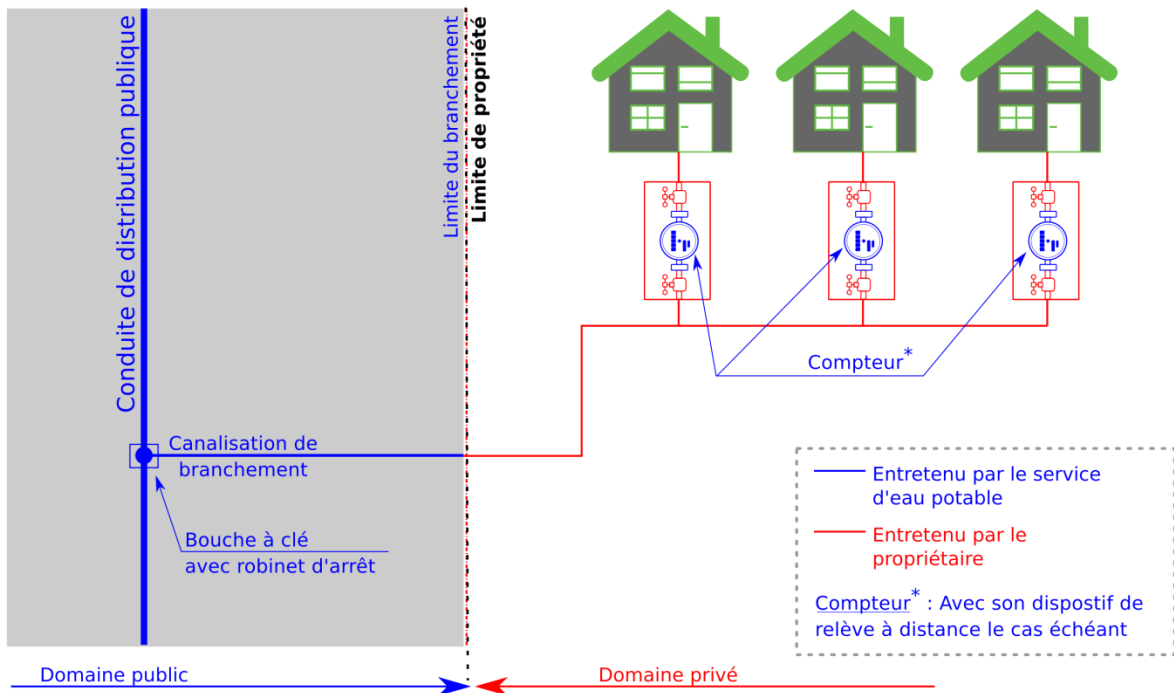 Conduite de distribution publique
Limite du branchement
Limite de propriété
Compteur*
Canalisation de
branchement
Bouche à clé
avec robinet d'arrêt
Entretenu par le service
d'eau potable
Entretenu par le
propriétaire
Compteur* : Avec son dispostif de
relève à distance le cas échéant
Domaine public
Domaine privé